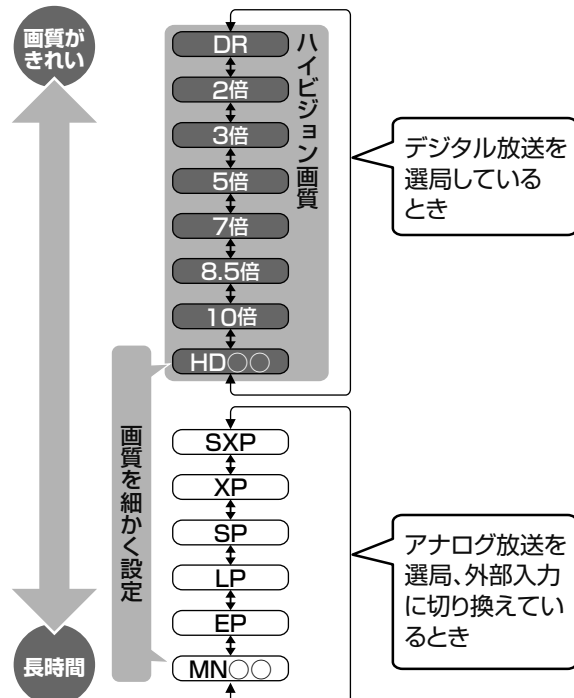 画質が
きれい
DR
2倍
3倍
5倍
7倍
8.5倍
10倍
HD○○
ハイビジョン画質
デジタル放送を
選局している
とき
画質を細かく設定
SXP
XP
SP
LP
EP
MN○○
アナログ放送を
選局、外部入力
に切り換えてい
るとき
長時間